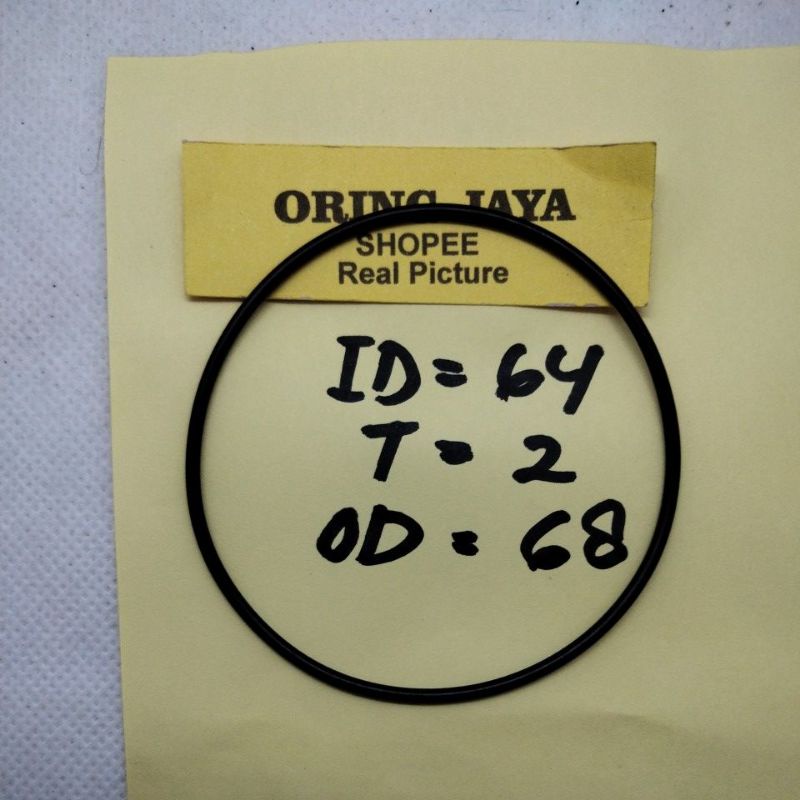 ORING JAYA
SHOPEE
Real Picture
ID = 64
T = 2
OD = 68